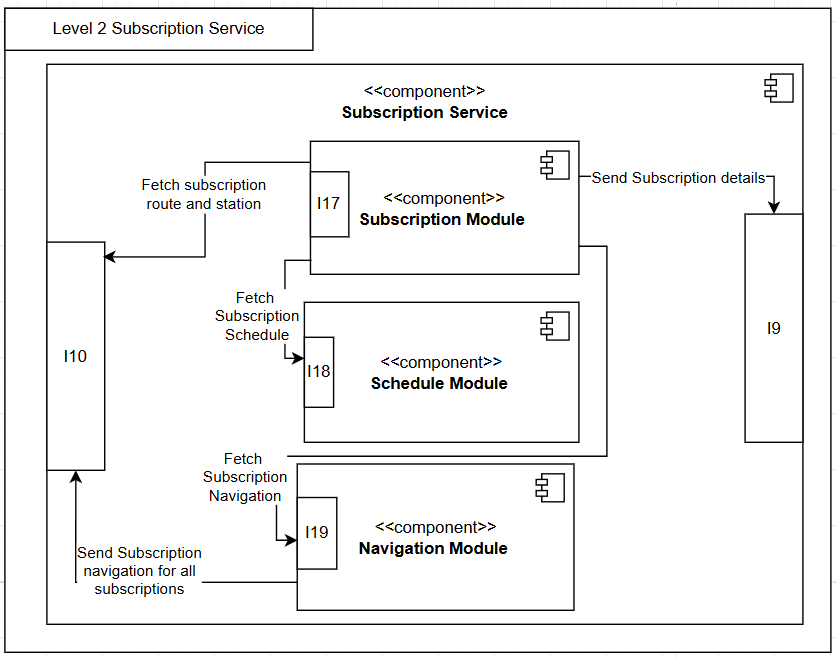 Level 2 Subscription Service
<<component>>
Subscription Service
Fetch subscription
route and station
I17
<<component>>
Subscription Module
Send Subscription details
I10
I9
Fetch
Subscription
Schedule
I18
<<component>>
Schedule Module
Fetch
Subscription
Navigation
I19
<<component>>
Navigation Module
Send Subscription
navigation for all
subscriptions